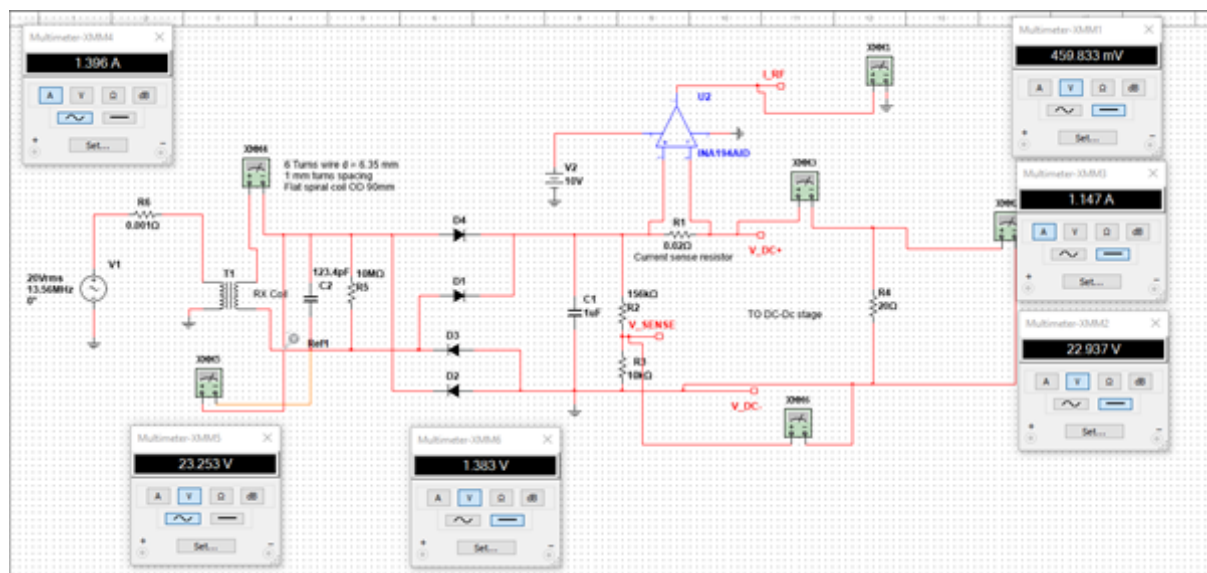 Multimeter-XMM4
1.396 A
A V Ω dB
Set...
Multimeter-XMM1
459.833 mV
A V Ω dB
Set...
XMM1
I_RF
U2
INA194AID
V2
10V
XMM4
6 Turns wire d = 6.35 mm
1 mm turns spacing
Flat spiral coil OD 90mm
XMM3
Multimeter-XMM3
1.147 A
A V Ω dB
Set...
R6
0.001Ω
V1
20Vrms
13.56MHz
0°
T1
RX Coil
123.4pF
C2
10MΩ
R5
D4
D1
D3
D2
C1
1uF
R1
0.02Ω
Current sense resistor
V_DC+
156kΩ
R2
V_SENSE
R3
10kΩ
TO DC-Dc stage
R4
20Ω
V_DC-
XMM5
XMM6
Multimeter-XMM2
22.937 V
A V Ω dB
Set...
Multimeter-XMM5
23.253 V
A V Ω dB
Set...
Multimeter-XMM6
1.383 V
A V Ω dB
Set...